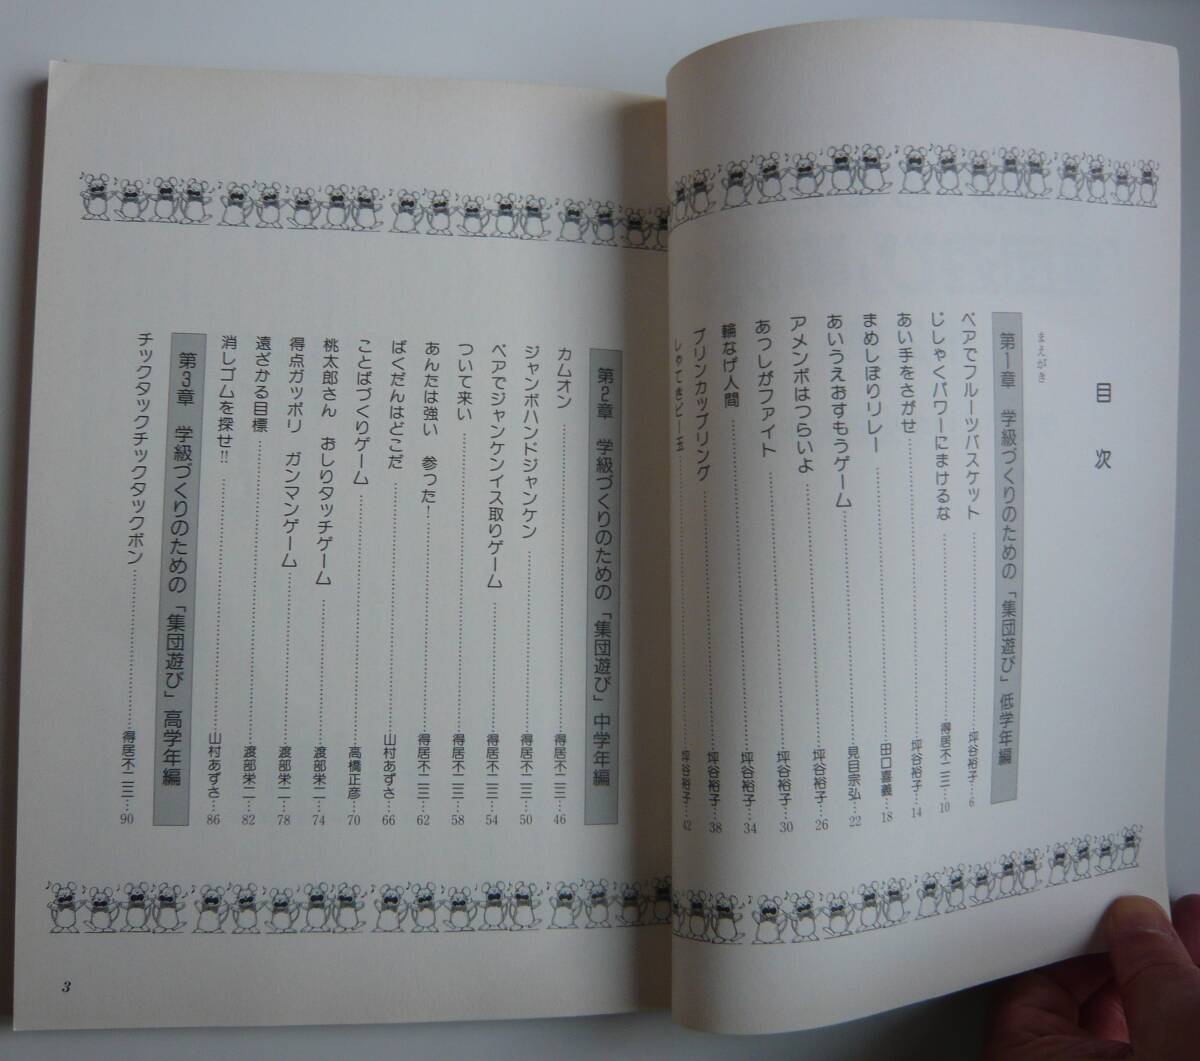 目次
まえがき
第1章 学級づくりのための「集団遊び」低学年編
ペアでフルーツバスケット……坪谷裕子…6
じしゃくパワーにまけるな……得居不二三…10
あい手をさがせ……坪谷裕子…14
まめしぼりリレー……田口喜義…18
あいうえおすもうゲーム……見目宗弘…22
アメンボはつらいよ……坪谷裕子…26
あっしがファイト……坪谷裕子…30
輪なげ人間……坪谷裕子…34
プリンカップリング……坪谷裕子…38
しゃてきビー玉……坪谷裕子…42
第2章 学級づくりのための「集団遊び」中学年編
カムオン……得居不二三…46
ジャンボハンドジャンケン……得居不二三…50
ペアでジャンケンイス取りゲーム……得居不二三…54
ついて来い……得居不二三…58
あんたは強い 参った！……得居不二三…62
ばくだんはどこだ……山村あずさ…66
ことばづくりゲーム……高橋正彦…70
桃太郎さん おしりタッチゲーム……渡部栄二…74
得点ガッポリ ガンマンゲーム……渡部栄二…78
遠ざかる目標……渡部栄二…82
消しゴムを探せ!!……山村あずさ…86
第3章 学級づくりのための「集団遊び」高学年編
チックタックチックタックボン……得居不二三…90
3